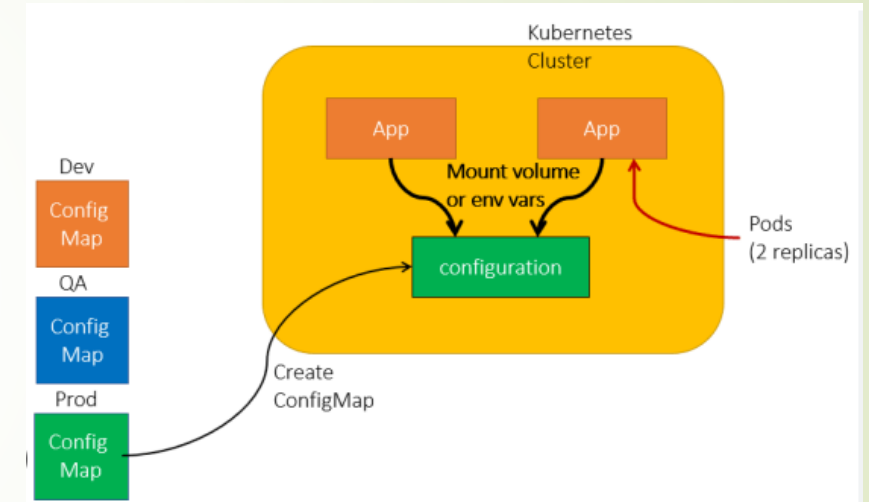 Kubernetes
Cluster
App
App
Mount volume
or env vars
Dev
Config
Map
Pods
(2 replicas)
configuration
QA
Config
Map
Create
ConfigMap
Prod
Config
Map
)